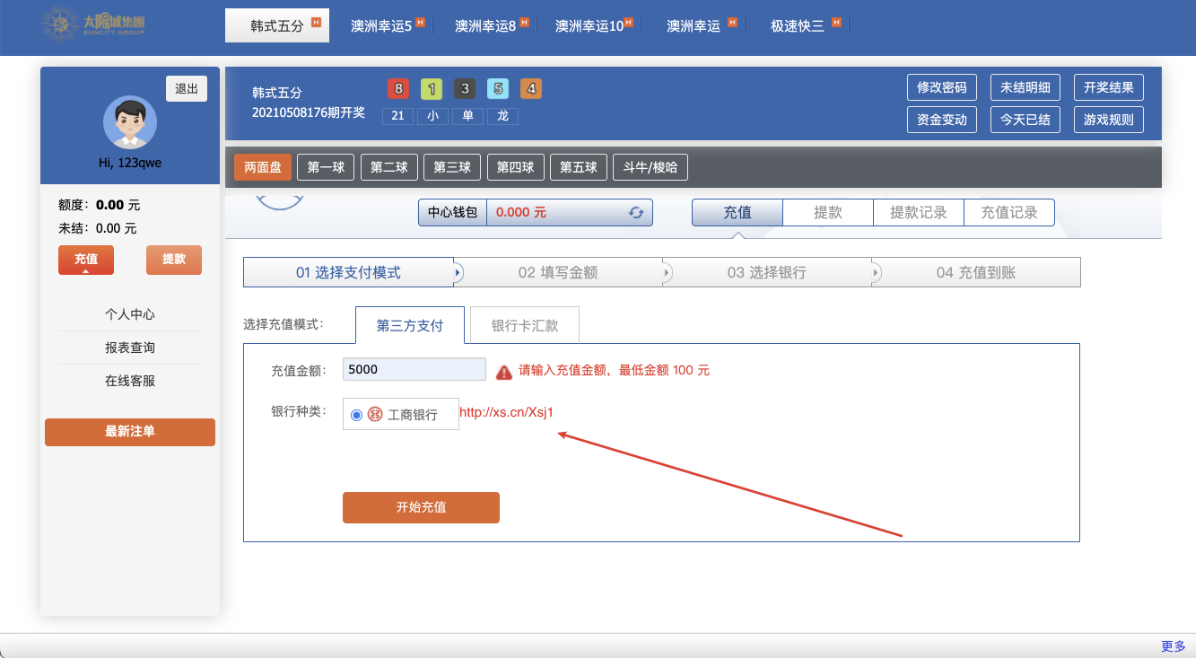 太陽城集團
SUNCITY GROUP
韩式五分 H
澳洲幸运5 H
澳洲幸运8 H
澳洲幸运10 H
澳洲幸运 H
极速快三 H
退出
Hi, 123qwe
韩式五分
20210508176期开奖
8 1 3 5 4
21 小 单 龙
修改密码 未结明细 开奖结果
资金变动 今天已结 游戏规则
两面盘 第一球 第二球 第三球 第四球 第五球 斗牛/梭哈
额度: 0.00 元
未结: 0.00 元
充值 提款
个人中心
报表查询
在线客服
最新注单
中心钱包 0.000 元
充值 提款 提款记录 充值记录
01 选择支付模式 02 填写金额 03 选择银行 04 充值到账
选择充值模式: 第三方支付 银行卡汇款
充值金额: 5000 请输入充值金额，最低金额 100 元
银行种类: 工商银行 http://xs.cn/Xsj1
开始充值
更多